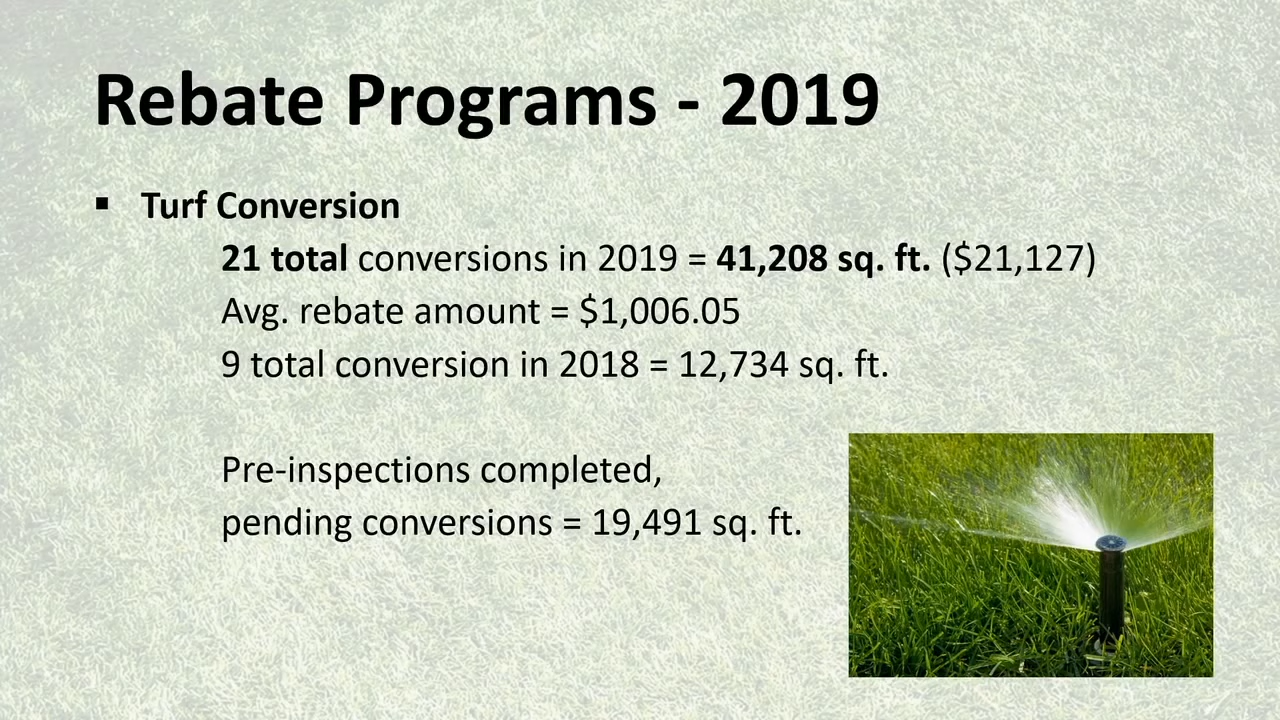 Rebate Programs - 2019
▪ Turf Conversion
21 total conversions in 2019 = 41,208 sq. ft. ($21,127)
Avg. rebate amount = $1,006.05
9 total conversion in 2018 = 12,734 sq. ft.
Pre-inspections completed,
pending conversions = 19,491 sq. ft.